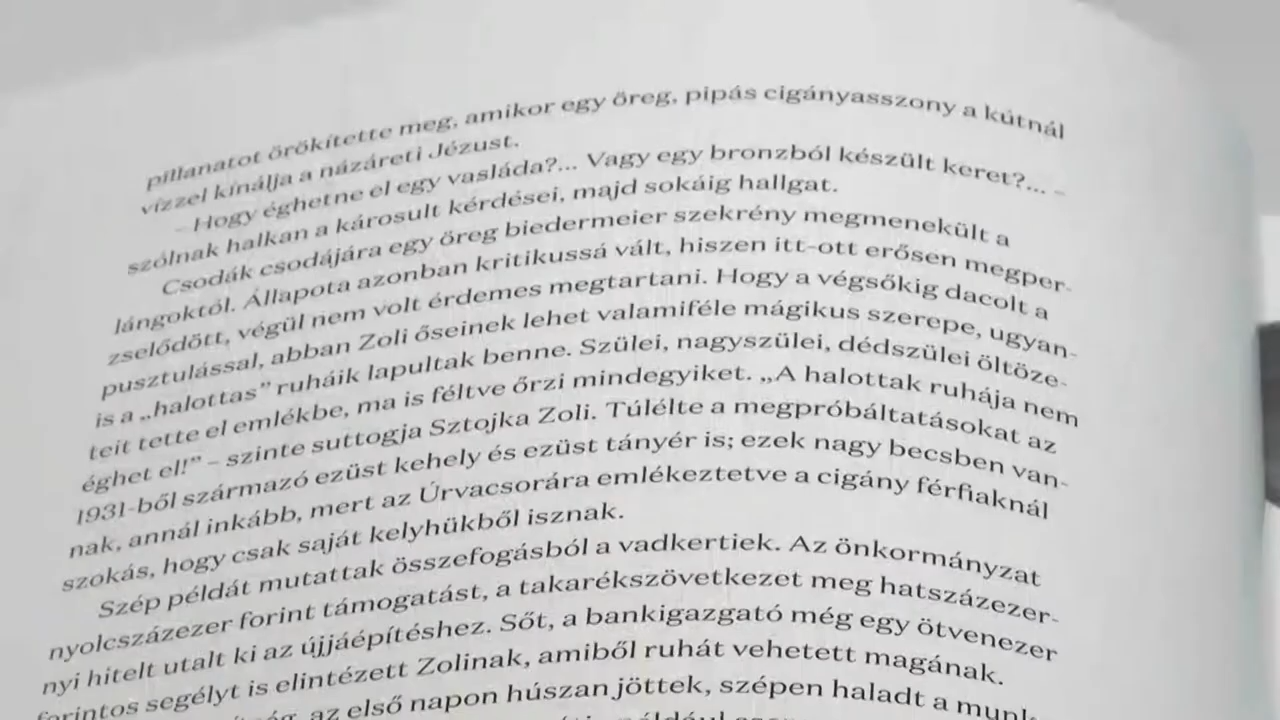 pillanatot örökítette meg, amikor egy öreg, pipás cigányasszony a kútnál
vízzel kínálja a názáreti Jézust.
– Hogy éghetne el egy vasláda?... Vagy egy bronzból készült keret?... –
szólnak halkan a károsult kérdései, majd sokáig hallgat.
Csodák csodájára egy öreg biedermeier szekrény megmenekült a
lángoktól. Állapota azonban kritikussá vált, hiszen itt-ott erősen megper-
zselődött, végül nem volt érdemes megtartani. Hogy a végsőkig dacolt a
pusztulással, abban Zoli őseinek lehet valamiféle mágikus szerepe, ugyan-
is a „halottas” ruháik lapultak benne. Szülei, nagyszülei, dédszülei öltöze-
teit tette el emlékbe, ma is féltve őrzi mindegyiket. „A halottak ruhája nem
éghet el!” – szinte suttogja Sztojka Zoli. Túlélte a megpróbáltatásokat az
1931-ből származó ezüst kehely és ezüst tányér is; ezek nagy becsben van-
nak, annál inkább, mert az Úrvacsorára emlékeztetve a cigány férfiaknál
szokás, hogy csak saját kelyhükből isznak.
Szép példát mutattak összefogásból a vadkertiek. Az önkormányzat
nyolcszázezer forint támogatást, a takarékszövetkezet meg hatszázezer-
nyi hitelt utalt ki az újjáépítéshez. Sőt, a bankigazgató még egy ötvenezer
forintos segélyt is elintézett Zolinak, amiből ruhát vehetett magának.
az első napon húszan jöttek, szépen haladt a